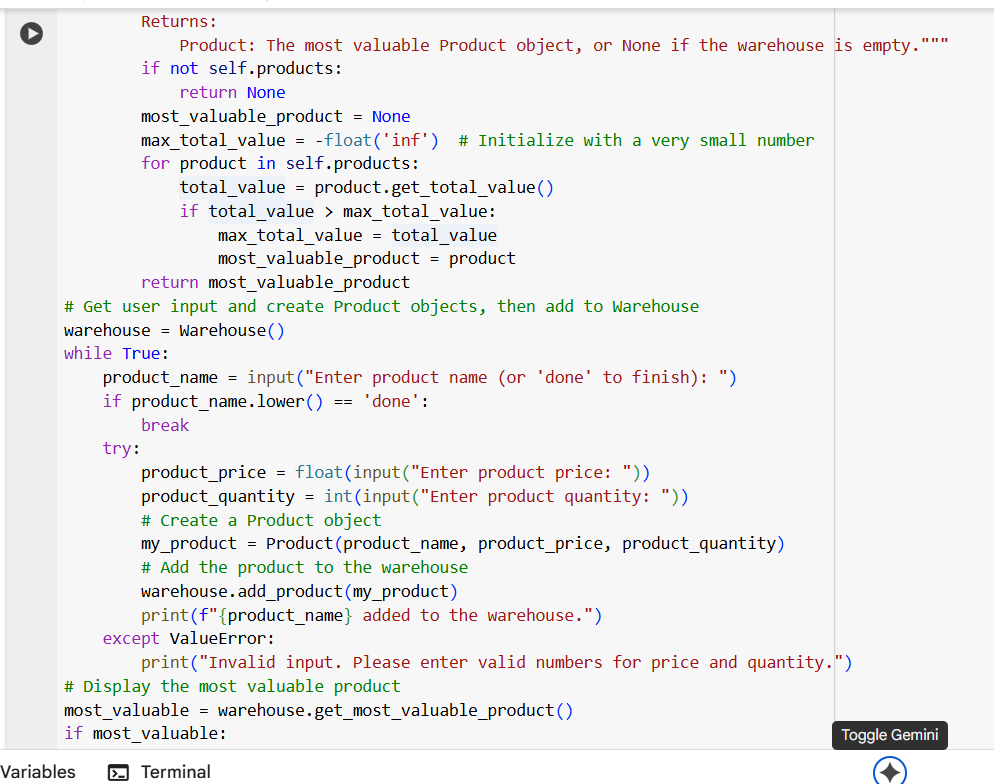 Returns:
            Product: The most valuable Product object, or None if the warehouse is empty."""
        if not self.products:
            return None
        most_valuable_product = None
        max_total_value = -float('inf')  # Initialize with a very small number
        for product in self.products:
            total_value = product.get_total_value()
            if total_value > max_total_value:
                max_total_value = total_value
                most_valuable_product = product
        return most_valuable_product
# Get user input and create Product objects, then add to Warehouse
warehouse = Warehouse()
while True:
    product_name = input("Enter product name (or 'done' to finish): ")
    if product_name.lower() == 'done':
        break
    try:
        product_price = float(input("Enter product price: "))
        product_quantity = int(input("Enter product quantity: "))
        # Create a Product object
        my_product = Product(product_name, product_price, product_quantity)
        # Add the product to the warehouse
        warehouse.add_product(my_product)
        print(f"{product_name} added to the warehouse.")
    except ValueError:
        print("Invalid input. Please enter valid numbers for price and quantity.")
# Display the most valuable product
most_valuable = warehouse.get_most_valuable_product()
if most_valuable:
Toggle Gemini
Variables
Terminal